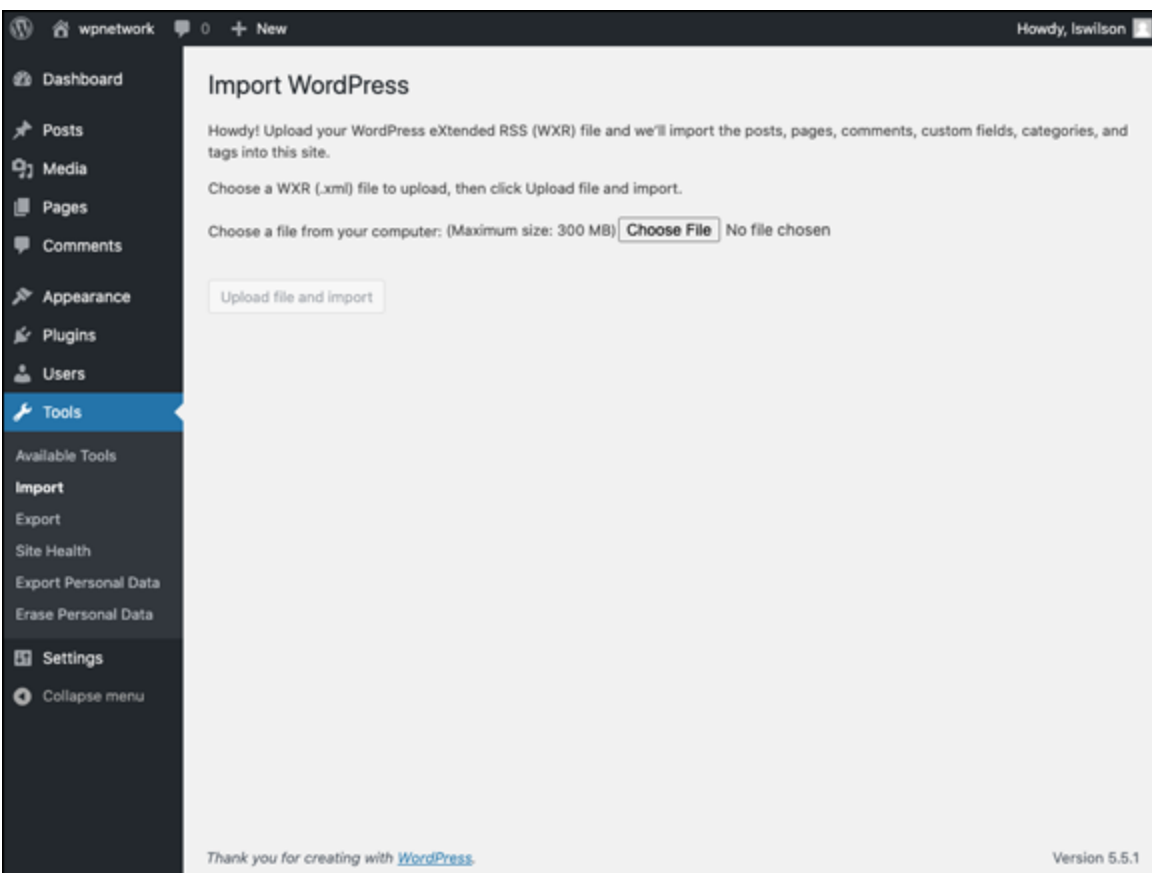 wpnetwork 0 + New Howdy, lswilson
Dashboard
Posts
Media
Pages
Comments
Appearance
Plugins
Users
Tools
Available Tools
Import
Export
Site Health
Export Personal Data
Erase Personal Data
Settings
Collapse menu
Import WordPress
Howdy! Upload your WordPress eXtended RSS (WXR) file and we'll import the posts, pages, comments, custom fields, categories, and
tags into this site.
Choose a WXR (.xml) file to upload, then click Upload file and import.
Choose a file from your computer: (Maximum size: 300 MB) Choose File No file chosen
Upload file and import
Thank you for creating with WordPress. Version 5.5.1